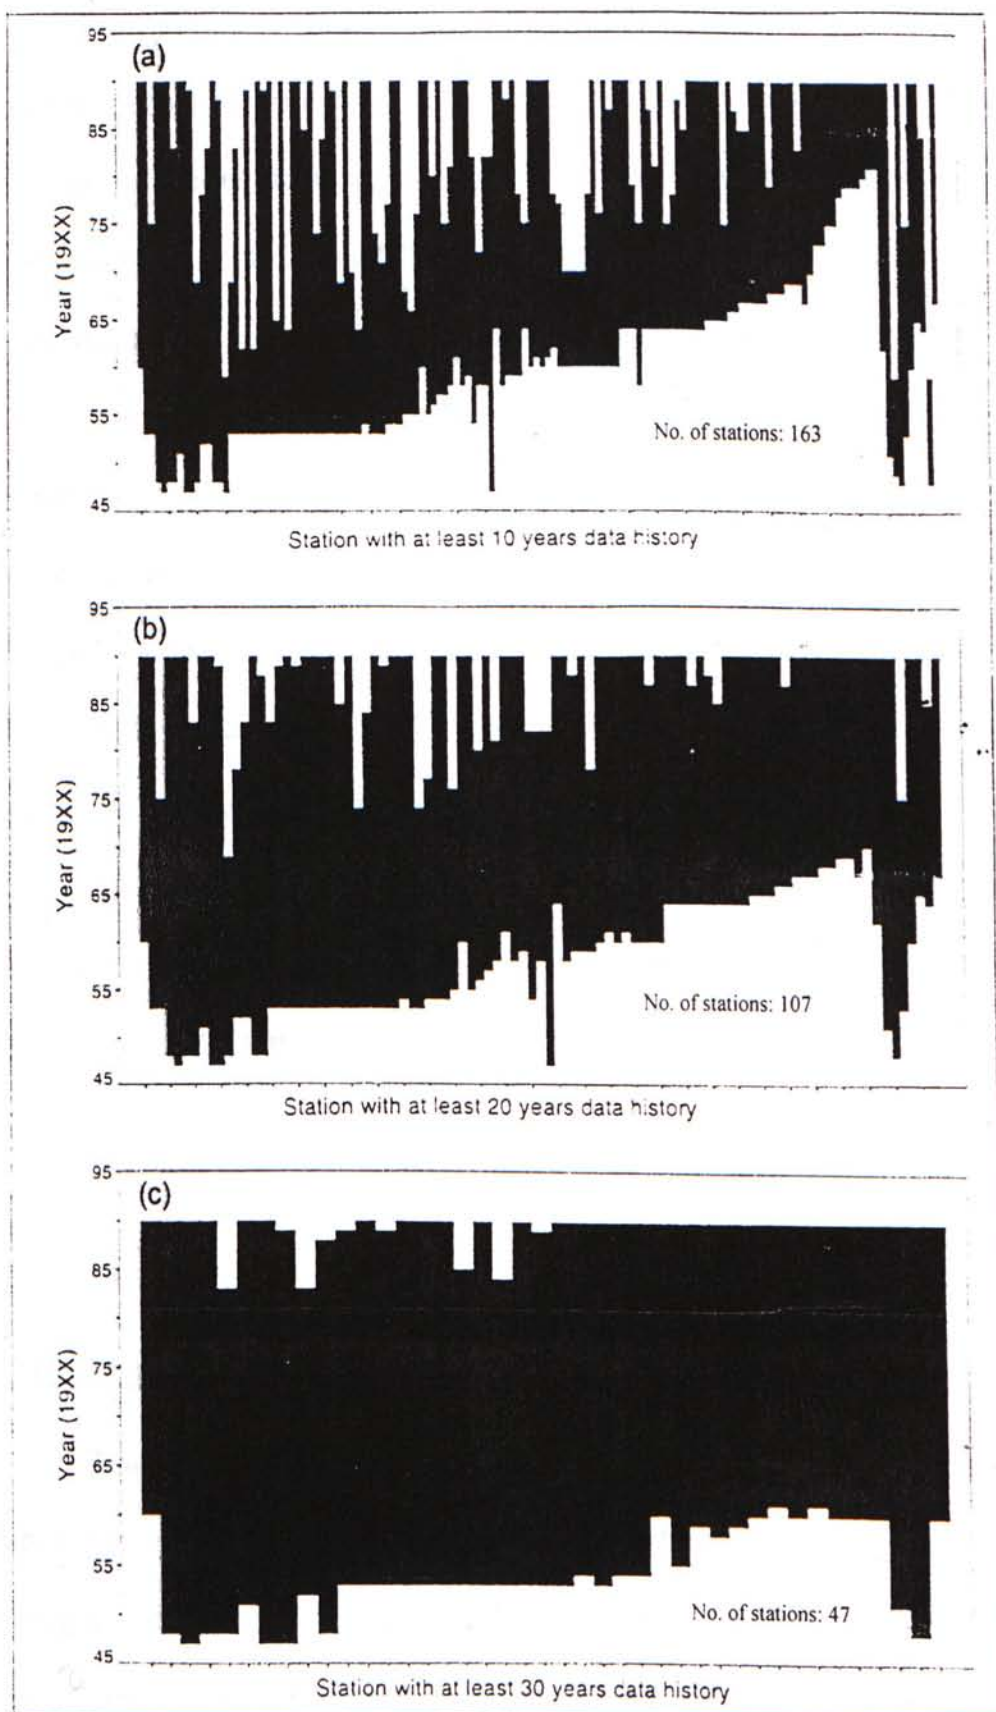 95
(a)
85
75
65
55
45
Year (19XX)
No. of stations: 163
Station with at least 10 years data history
95
(b)
85
75
65
55
45
Year (19XX)
No. of stations: 107
Station with at least 20 years data history
95
(c)
85
75
65
55
45
Year (19XX)
No. of stations: 47
Station with at least 30 years data history